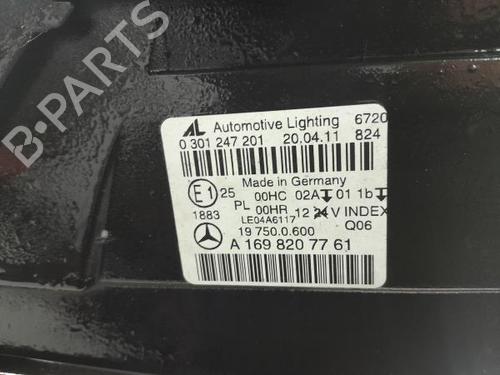 B-PARTS
AL Automotive Lighting 6720
0 301 247 201 20.04.11 824
Made in Germany
E1 25 00HC 02A 01 1b
PL 00HR 12 24 V INDEX
1883 LE04A6117 Q06
19 750.0.600
A 169 820 77 61